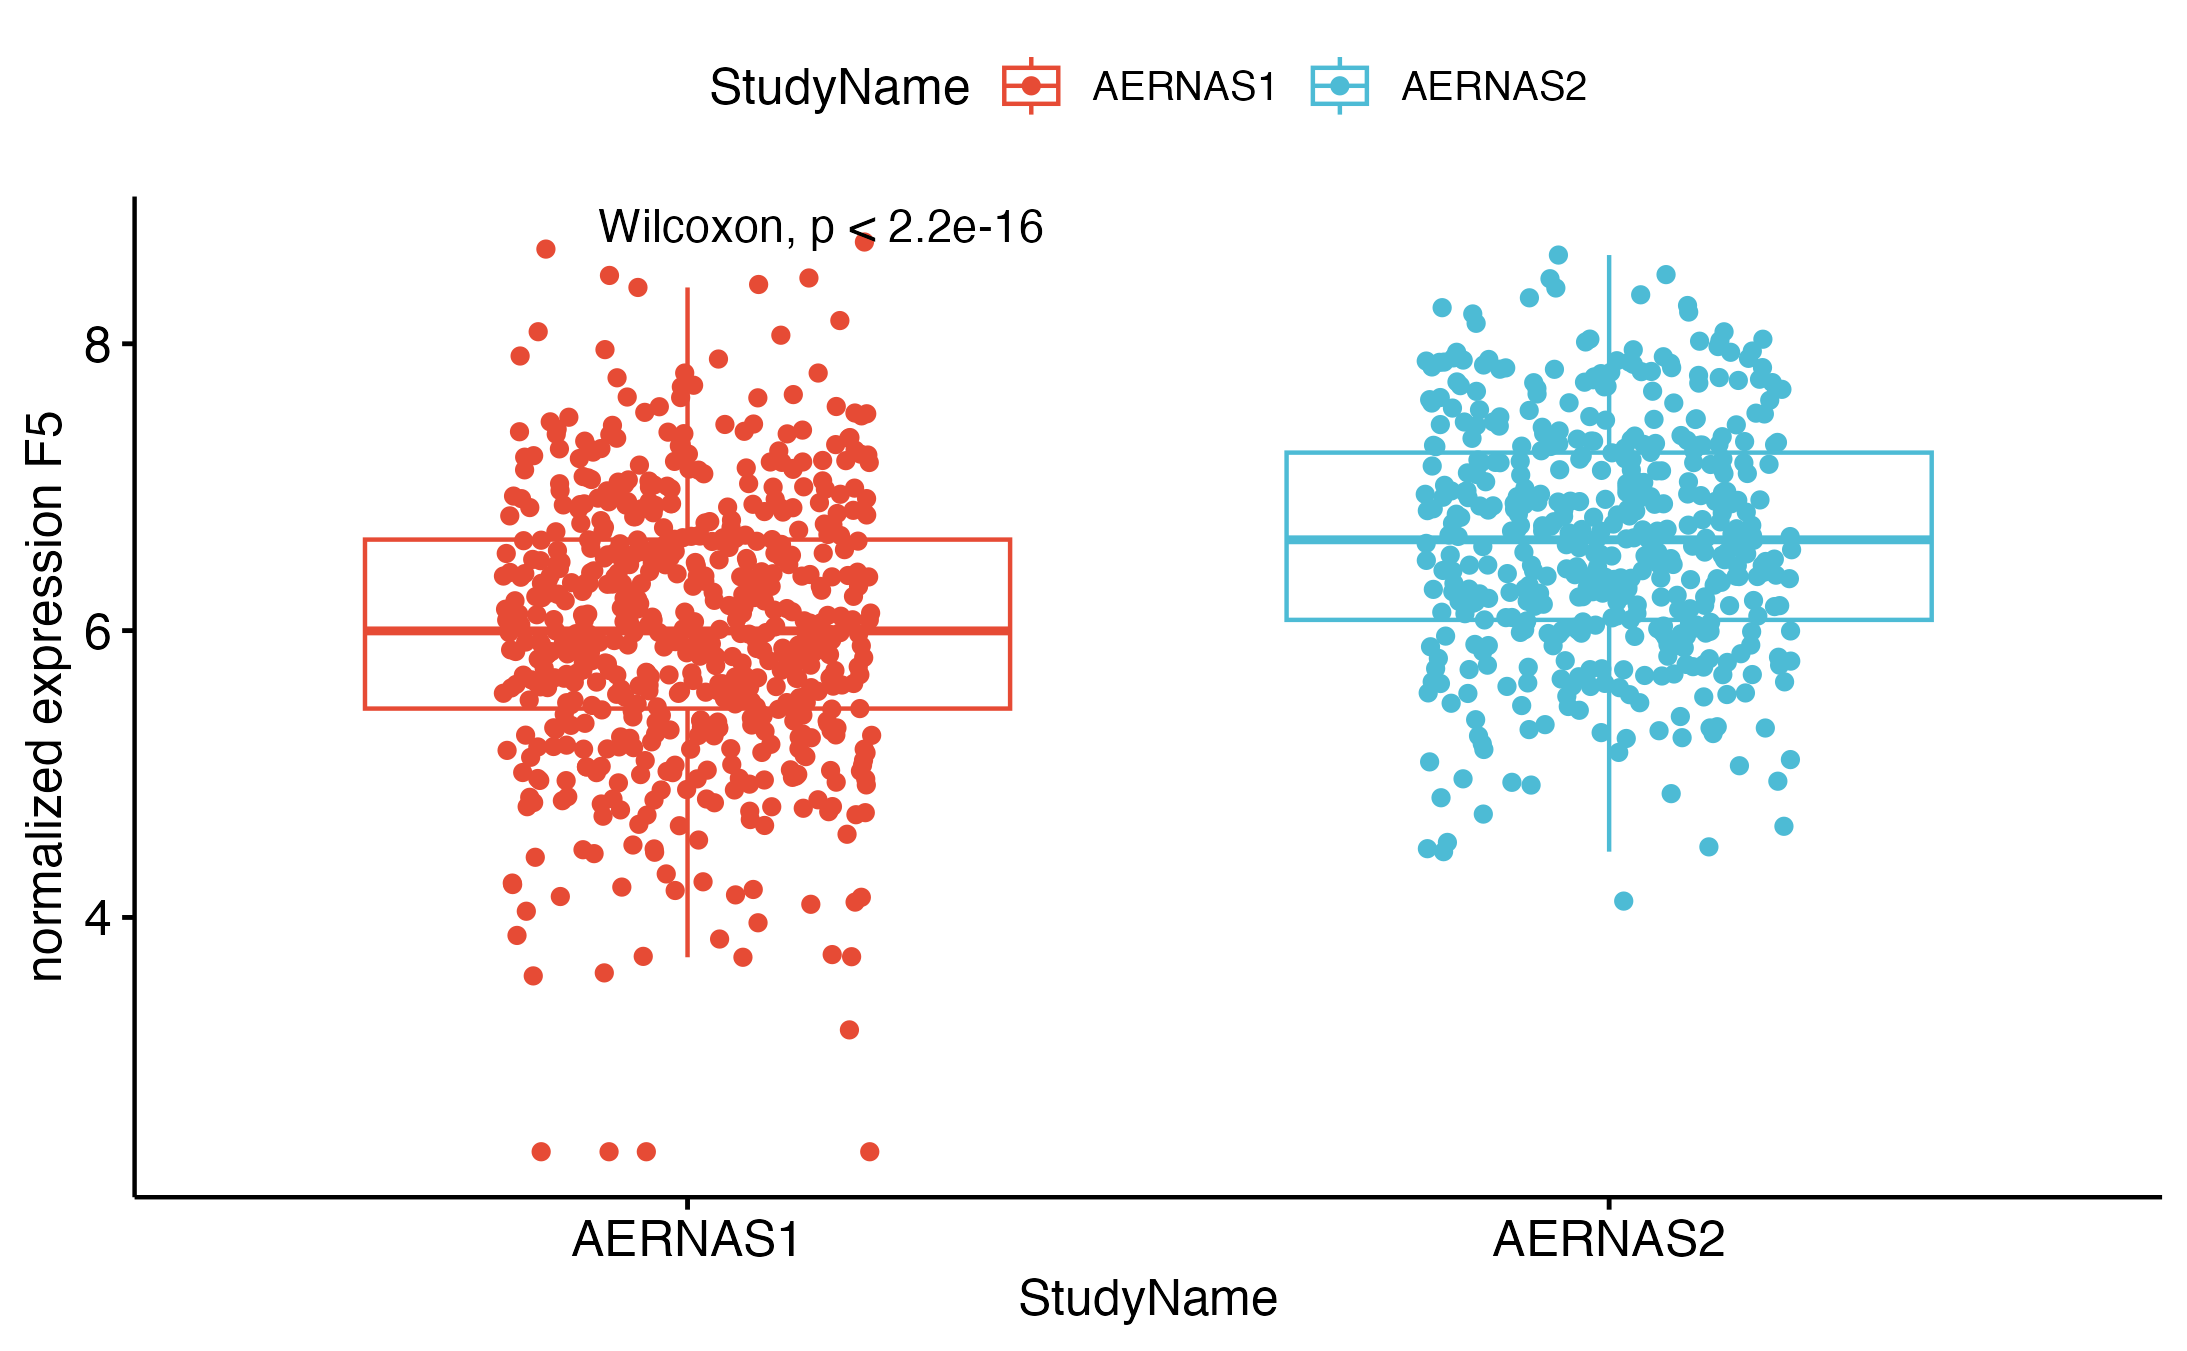 StudyName AERNAS1 AERNAS2
Wilcoxon, p < 2.2e-16
normalized expression F5
8
6
4
AERNAS1 AERNAS2
StudyName